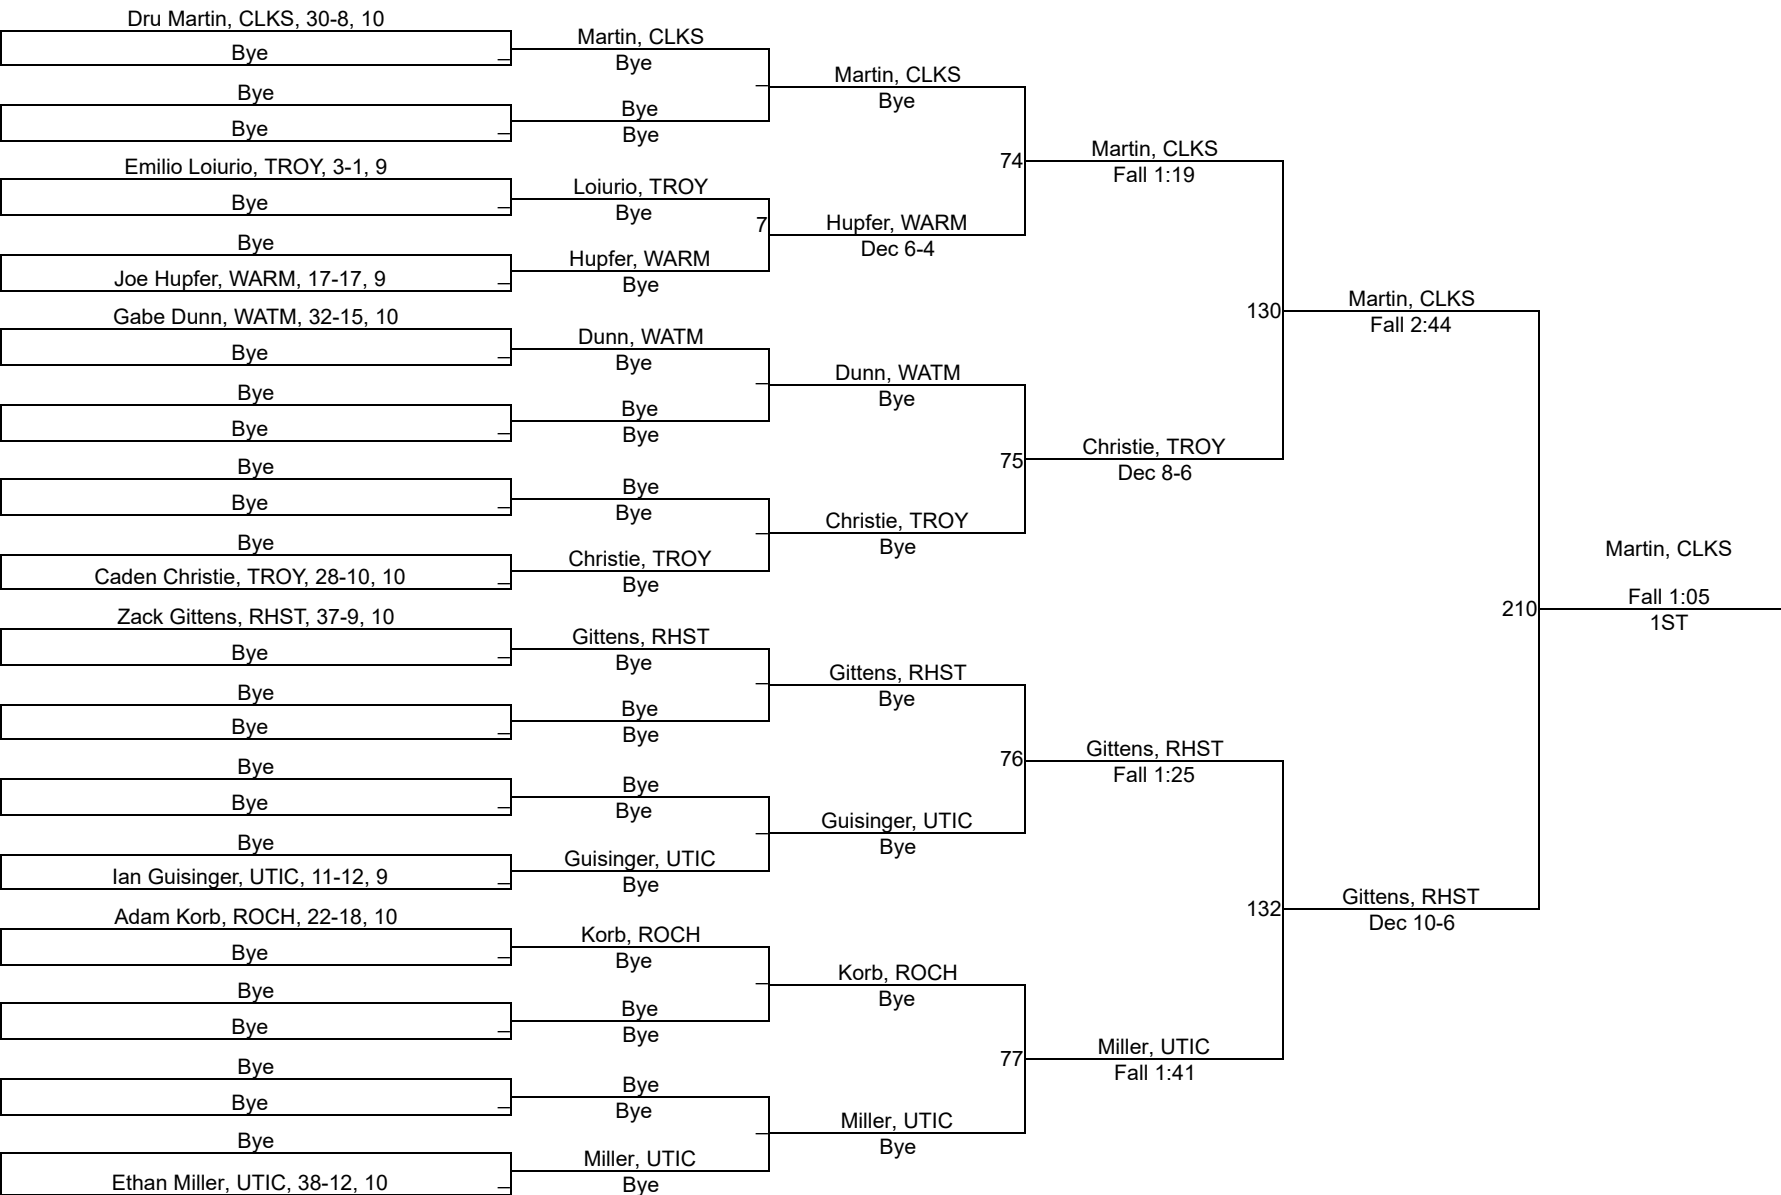 Dru Martin, CLKS, 30-8, 10
Bye
Bye
Bye
Emilio Loiurio, TROY, 3-1, 9
Bye
Bye
Joe Hupfer, WARM, 17-17, 9
Gabe Dunn, WATM, 32-15, 10
Bye
Bye
Bye
Bye
Bye
Bye
Caden Christie, TROY, 28-10, 10
Zack Gittens, RHST, 37-9, 10
Bye
Bye
Bye
Bye
Bye
Bye
Ian Guisinger, UTIC, 11-12, 9
Adam Korb, ROCH, 22-18, 10
Bye
Bye
Bye
Bye
Bye
Bye
Ethan Miller, UTIC, 38-12, 10
Martin, CLKS
Bye
Bye
Bye
Loiurio, TROY
Bye
7
Hupfer, WARM
Bye
Dunn, WATM
Bye
Bye
Bye
Bye
Bye
Christie, TROY
Bye
Gittens, RHST
Bye
Bye
Bye
Bye
Bye
Guisinger, UTIC
Bye
Korb, ROCH
Bye
Bye
Bye
Bye
Bye
Miller, UTIC
Bye
Martin, CLKS
Bye
74
Hupfer, WARM
Dec 6-4
Dunn, WATM
Bye
75
Christie, TROY
Bye
Gittens, RHST
Bye
76
Guisinger, UTIC
Bye
Korb, ROCH
Bye
77
Miller, UTIC
Bye
Martin, CLKS
Fall 1:19
130
Christie, TROY
Dec 8-6
Gittens, RHST
Fall 1:25
132
Miller, UTIC
Fall 1:41
Martin, CLKS
Fall 2:44
210
Gittens, RHST
Dec 10-6
Martin, CLKS
Fall 1:05
1ST